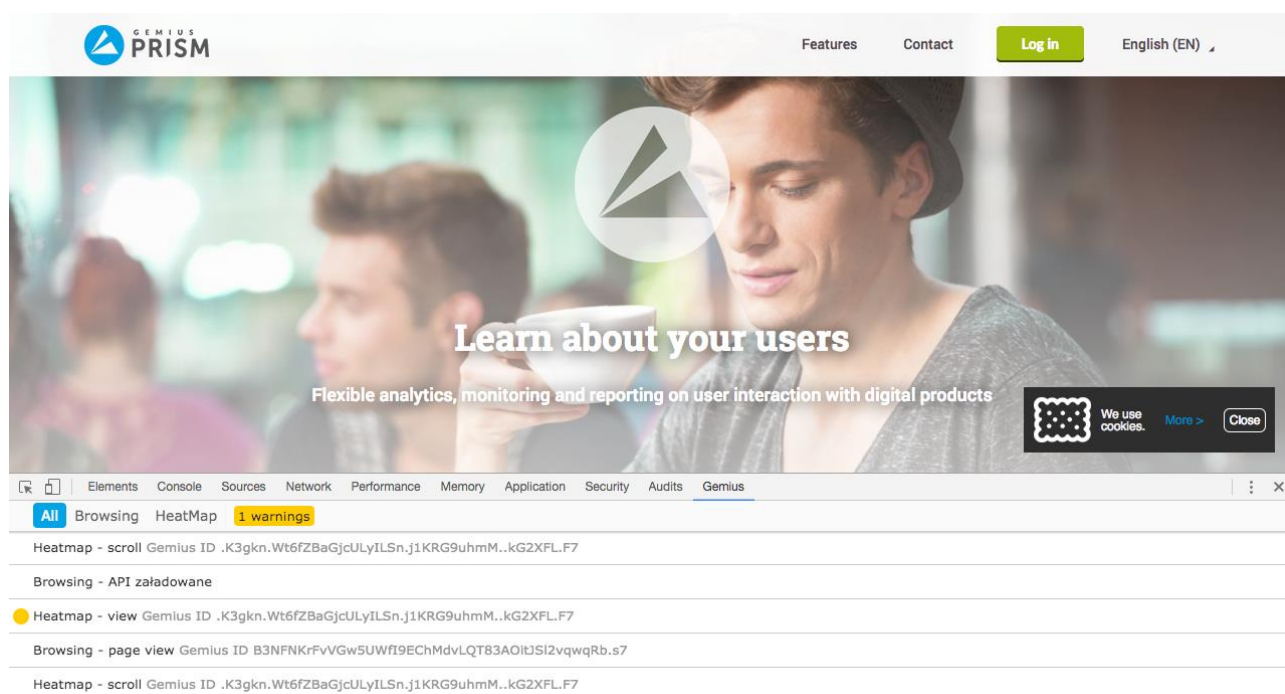 GEMIUS
PRISM
Features Contact Log in English (EN)
Learn about your users
Flexible analytics, monitoring and reporting on user interaction with digital products
We use
cookies. More > Close
Elements Console Sources Network Performance Memory Application Security Audits Gemius
All Browsing HeatMap 1 warnings
Heatmap - scroll Gemius ID .K3gkn.Wt6fZBaGjcULyILSn.j1KRG9uhmM..kG2XFL.F7
Browsing - API załadowane
Heatmap - view Gemius ID .K3gkn.Wt6fZBaGjcULyILSn.j1KRG9uhmM..kG2XFL.F7
Browsing - page view Gemius ID B3NFNKrFvVGw5UWfI9EChMdvLQT83AOitJSl2vqwqRb.s7
Heatmap - scroll Gemius ID .K3gkn.Wt6fZBaGjcULyILSn.j1KRG9uhmM..kG2XFL.F7